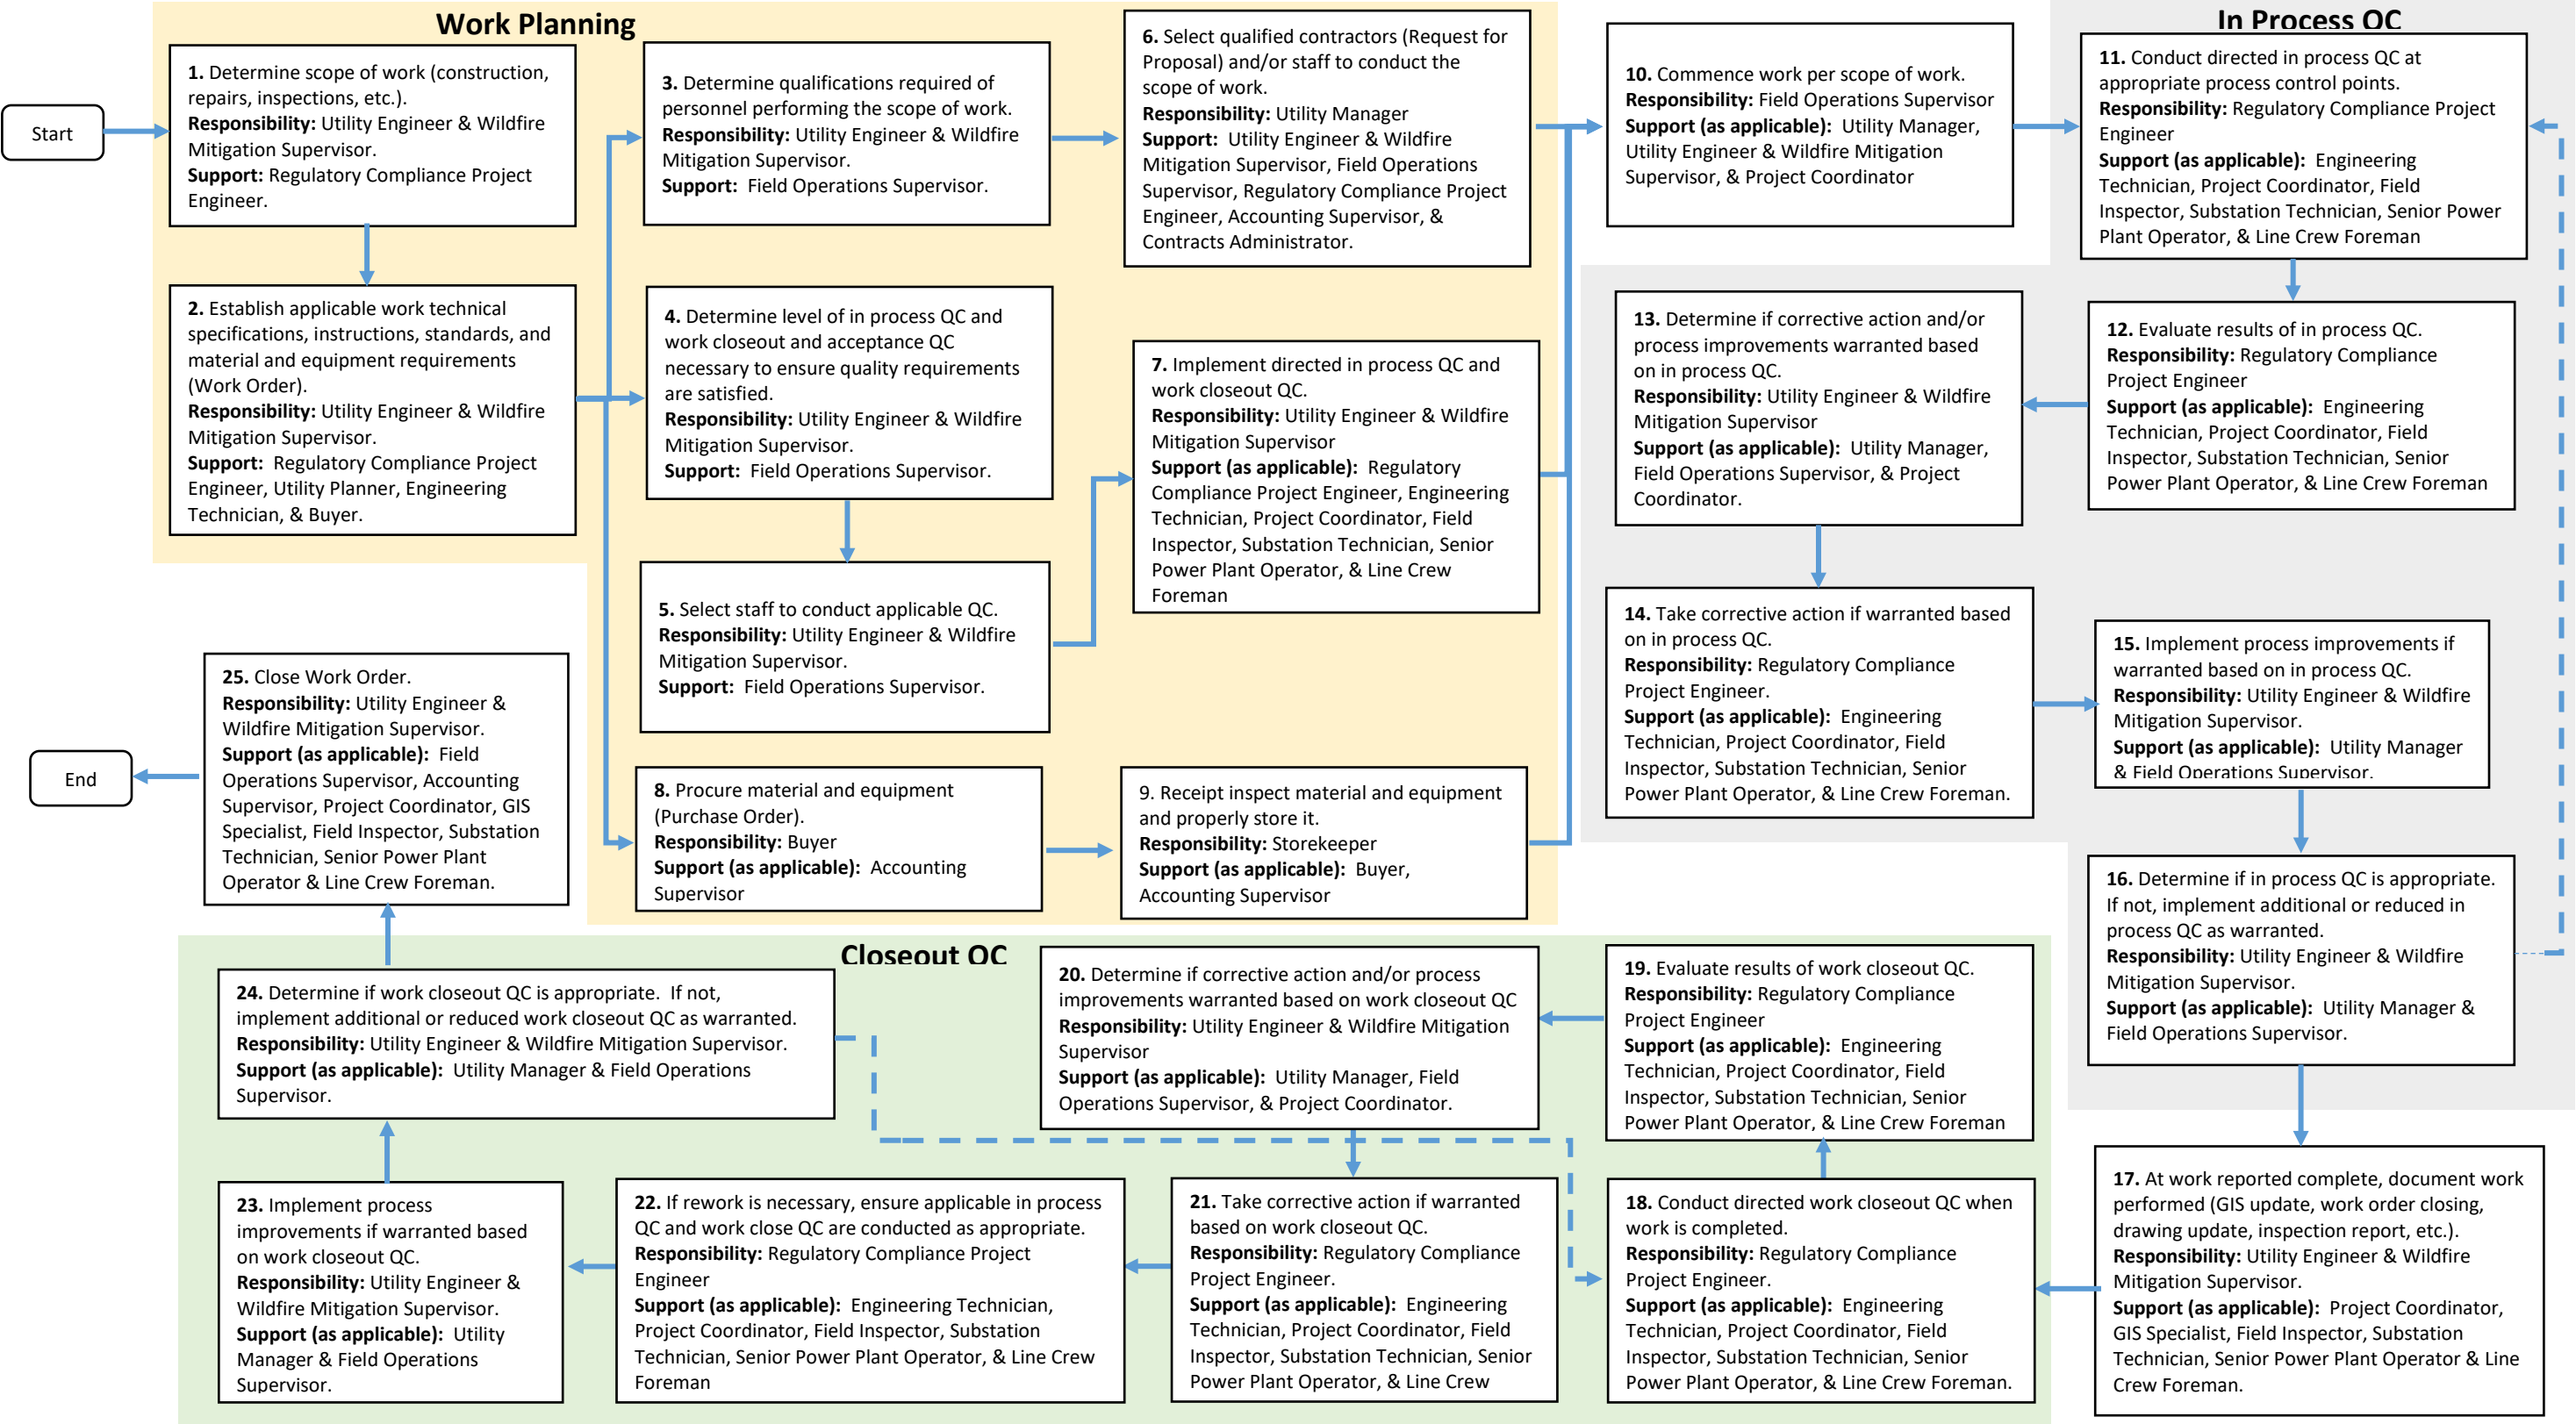 Work Planning
Start
1. Determine scope of work (construction,
repairs, inspections, etc.).
Responsibility: Utility Engineer & Wildfire
Mitigation Supervisor.
Support: Regulatory Compliance Project
Engineer.
2. Establish applicable work technical
specifications, instructions, standards, and
material and equipment requirements
(Work Order).
Responsibility: Utility Engineer & Wildfire
Mitigation Supervisor.
Support: Regulatory Compliance Project
Engineer, Utility Planner, Engineering
Technician, & Buyer.
3. Determine qualifications required of
personnel performing the scope of work.
Responsibility: Utility Engineer & Wildfire
Mitigation Supervisor.
Support: Field Operations Supervisor.
4. Determine level of in process QC and
work closeout and acceptance QC
necessary to ensure quality requirements
are satisfied.
Responsibility: Utility Engineer & Wildfire
Mitigation Supervisor.
Support: Field Operations Supervisor.
5. Select staff to conduct applicable QC.
Responsibility: Utility Engineer & Wildfire
Mitigation Supervisor.
Support: Field Operations Supervisor.
6. Select qualified contractors (Request for
Proposal) and/or staff to conduct the
scope of work.
Responsibility: Utility Manager
Support: Utility Engineer & Wildfire
Mitigation Supervisor, Field Operations
Supervisor, Regulatory Compliance Project
Engineer, Accounting Supervisor, &
Contracts Administrator.
7. Implement directed in process QC and
work closeout QC.
Responsibility: Utility Engineer & Wildfire
Mitigation Supervisor
Support (as applicable): Regulatory
Compliance Project Engineer, Engineering
Technician, Project Coordinator, Field
Inspector, Substation Technician, Senior
Power Plant Operator, & Line Crew
Foreman
8. Procure material and equipment
(Purchase Order).
Responsibility: Buyer
Support (as applicable): Accounting
Supervisor
9. Receipt inspect material and equipment
and properly store it.
Responsibility: Storekeeper
Support (as applicable): Buyer,
Accounting Supervisor
10. Commence work per scope of work.
Responsibility: Field Operations Supervisor
Support (as applicable): Utility Manager,
Utility Engineer & Wildfire Mitigation
Supervisor, & Project Coordinator
In Process QC
11. Conduct directed in process QC at
appropriate process control points.
Responsibility: Regulatory Compliance Project
Engineer
Support (as applicable): Engineering
Technician, Project Coordinator, Field
Inspector, Substation Technician, Senior Power
Plant Operator, & Line Crew Foreman
12. Evaluate results of in process QC.
Responsibility: Regulatory Compliance
Project Engineer
Support (as applicable): Engineering
Technician, Project Coordinator, Field
Inspector, Substation Technician, Senior
Power Plant Operator, & Line Crew Foreman
13. Determine if corrective action and/or
process improvements warranted based
on in process QC.
Responsibility: Utility Engineer & Wildfire
Mitigation Supervisor
Support (as applicable): Utility Manager,
Field Operations Supervisor, & Project
Coordinator.
14. Take corrective action if warranted based
on in process QC.
Responsibility: Regulatory Compliance
Project Engineer.
Support (as applicable): Engineering
Technician, Project Coordinator, Field
Inspector, Substation Technician, Senior
Power Plant Operator, & Line Crew Foreman.
15. Implement process improvements if
warranted based on in process QC.
Responsibility: Utility Engineer & Wildfire
Mitigation Supervisor.
Support (as applicable): Utility Manager
& Field Operations Supervisor.
16. Determine if in process QC is appropriate.
If not, implement additional or reduced in
process QC as warranted.
Responsibility: Utility Engineer & Wildfire
Mitigation Supervisor.
Support (as applicable): Utility Manager &
Field Operations Supervisor.
17. At work reported complete, document work
performed (GIS update, work order closing,
drawing update, inspection report, etc.).
Responsibility: Utility Engineer & Wildfire
Mitigation Supervisor.
Support (as applicable): Project Coordinator,
GIS Specialist, Field Inspector, Substation
Technician, Senior Power Plant Operator & Line
Crew Foreman.
Closeout QC
18. Conduct directed work closeout QC when
work is completed.
Responsibility: Regulatory Compliance
Project Engineer.
Support (as applicable): Engineering
Technician, Project Coordinator, Field
Inspector, Substation Technician, Senior
Power Plant Operator, & Line Crew Foreman.
19. Evaluate results of work closeout QC.
Responsibility: Regulatory Compliance
Project Engineer
Support (as applicable): Engineering
Technician, Project Coordinator, Field
Inspector, Substation Technician, Senior
Power Plant Operator, & Line Crew Foreman
20. Determine if corrective action and/or process
improvements warranted based on work closeout QC
Responsibility: Utility Engineer & Wildfire Mitigation
Supervisor
Support (as applicable): Utility Manager, Field
Operations Supervisor, & Project Coordinator.
21. Take corrective action if warranted
based on work closeout QC.
Responsibility: Regulatory Compliance
Project Engineer.
Support (as applicable): Engineering
Technician, Project Coordinator, Field
Inspector, Substation Technician, Senior
Power Plant Operator, & Line Crew
22. If rework is necessary, ensure applicable in process
QC and work close QC are conducted as appropriate.
Responsibility: Regulatory Compliance Project
Engineer
Support (as applicable): Engineering Technician,
Project Coordinator, Field Inspector, Substation
Technician, Senior Power Plant Operator, & Line Crew
Foreman
23. Implement process
improvements if warranted based
on work closeout QC.
Responsibility: Utility Engineer &
Wildfire Mitigation Supervisor.
Support (as applicable): Utility
Manager & Field Operations
Supervisor.
24. Determine if work closeout QC is appropriate. If not,
implement additional or reduced work closeout QC as warranted.
Responsibility: Utility Engineer & Wildfire Mitigation Supervisor.
Support (as applicable): Utility Manager & Field Operations
Supervisor.
25. Close Work Order.
Responsibility: Utility Engineer &
Wildfire Mitigation Supervisor.
Support (as applicable): Field
Operations Supervisor, Accounting
Supervisor, Project Coordinator, GIS
Specialist, Field Inspector, Substation
Technician, Senior Power Plant
Operator & Line Crew Foreman.
End